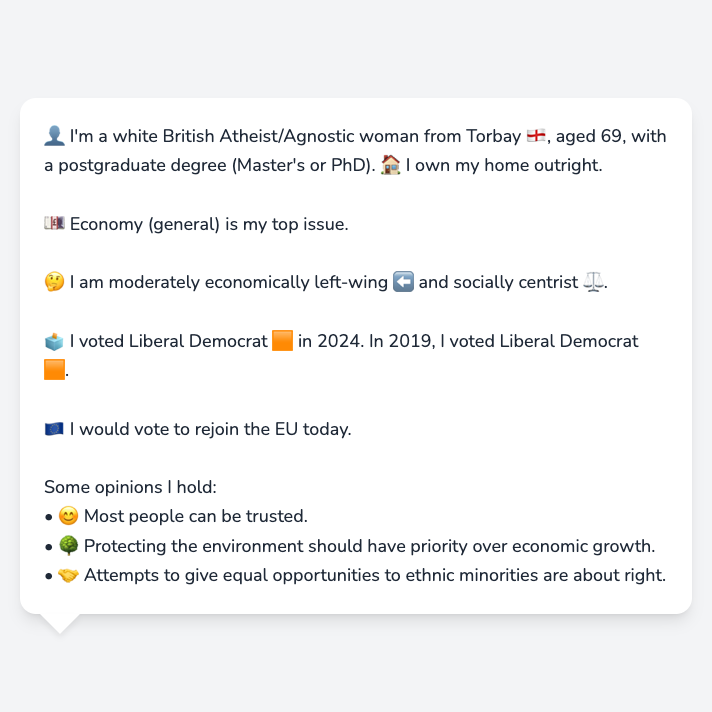 👤 I'm a white British Atheist/Agnostic woman from Torbay 🏴󠁧󠁢󠁥󠁮󠁧󠁿, aged 69, with
a postgraduate degree (Master's or PhD). 🏠 I own my home outright.
💷 Economy (general) is my top issue.
🤔 I am moderately economically left-wing ⬅️ and socially centrist ⚖️.
🗳️ I voted Liberal Democrat 🟧 in 2024. In 2019, I voted Liberal Democrat
🟧.
🇪🇺 I would vote to rejoin the EU today.
Some opinions I hold:
• 😊 Most people can be trusted.
• 🌳 Protecting the environment should have priority over economic growth.
• 🤝 Attempts to give equal opportunities to ethnic minorities are about right.